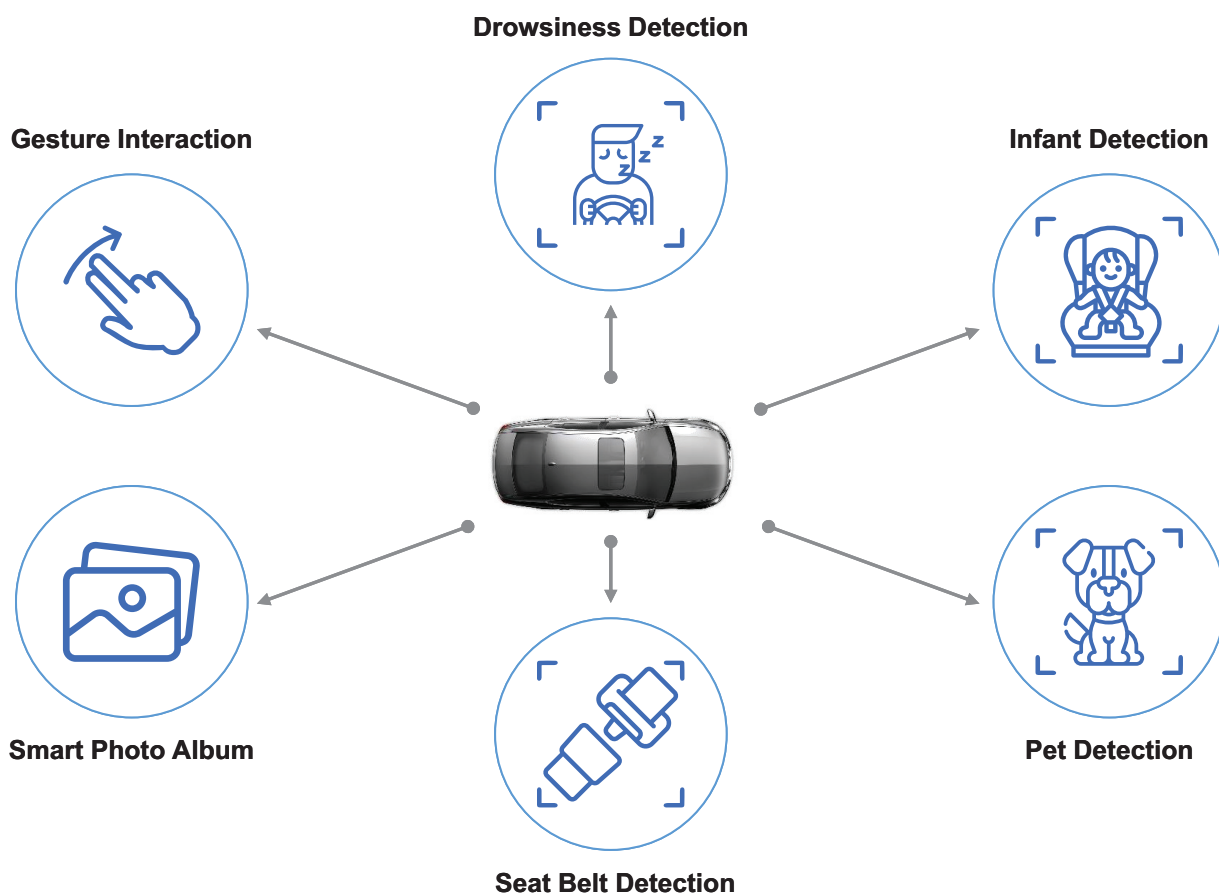 Drowsiness Detection
Gesture Interaction
Infant Detection
z
z
z
Smart Photo Album
Pet Detection
Seat Belt Detection